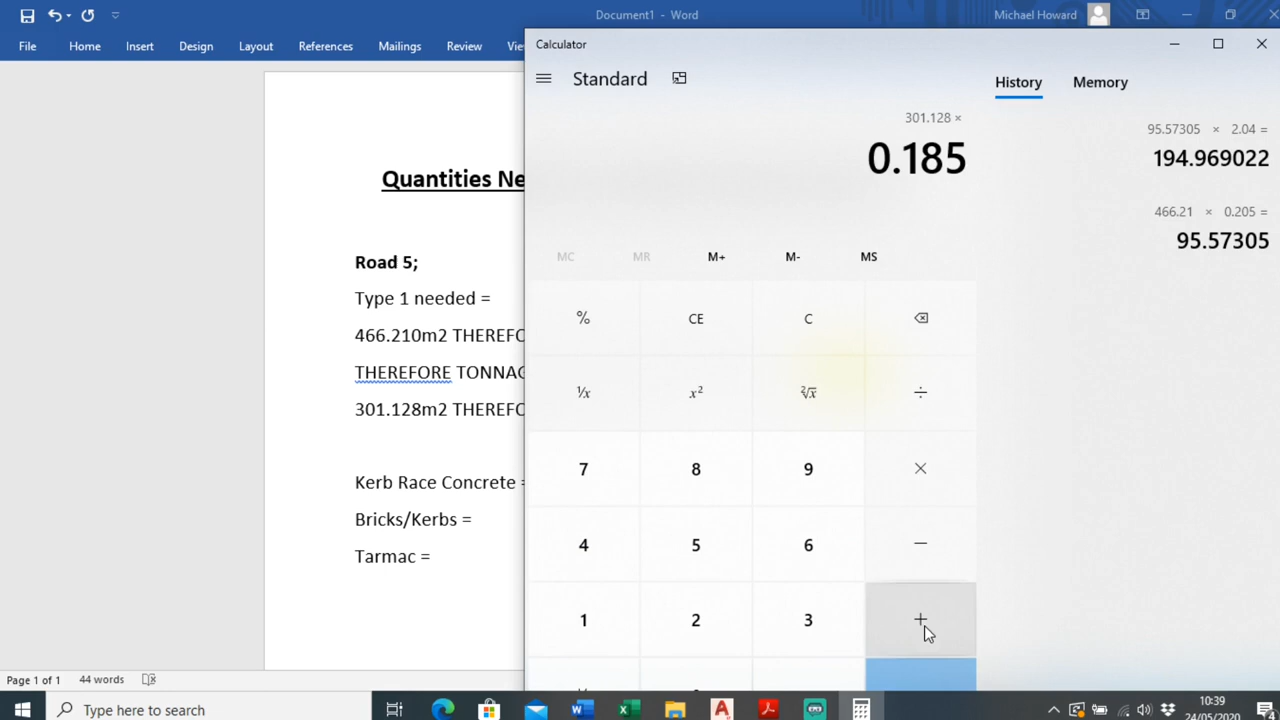 Document1 - Word
Michael Howard
File Home Insert Design Layout References Mailings Review
Calculator
Standard
History Memory
301.128 ×
0.185
95.57305 × 2.04 =
194.969022
466.21 × 0.205 =
95.57305
MC MR M+ M- MS
% CE C
⅟x x² ²√x ÷
7 8 9 ×
4 5 6 −
1 2 3 +
Quantities Ne
Road 5;
Type 1 needed =
466.210m2 THEREFO
THEREFORE TONNAG
301.128m2 THEREFO
Kerb Race Concrete =
Bricks/Kerbs =
Tarmac =
Page 1 of 1 44 words
Type here to search
10:39
24/05/2020